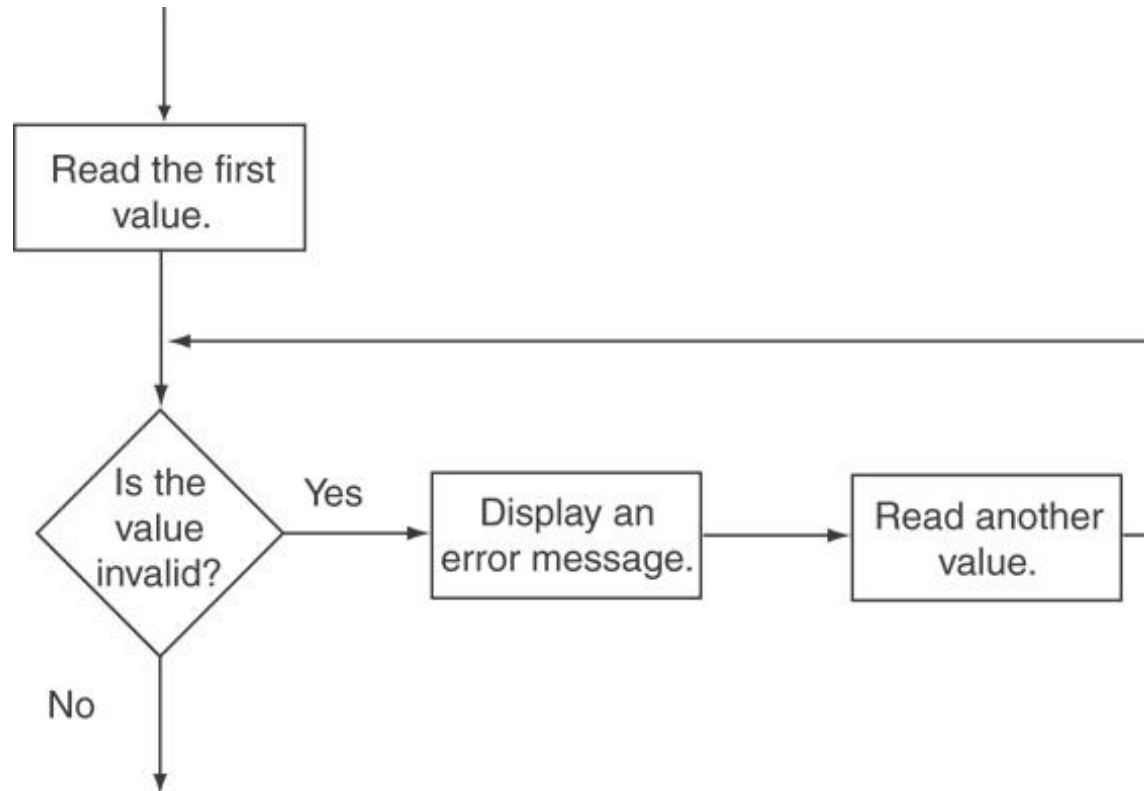 Read the first
value.
Is the
value
invalid?
Yes
Display an
error message.
Read another
value.
No